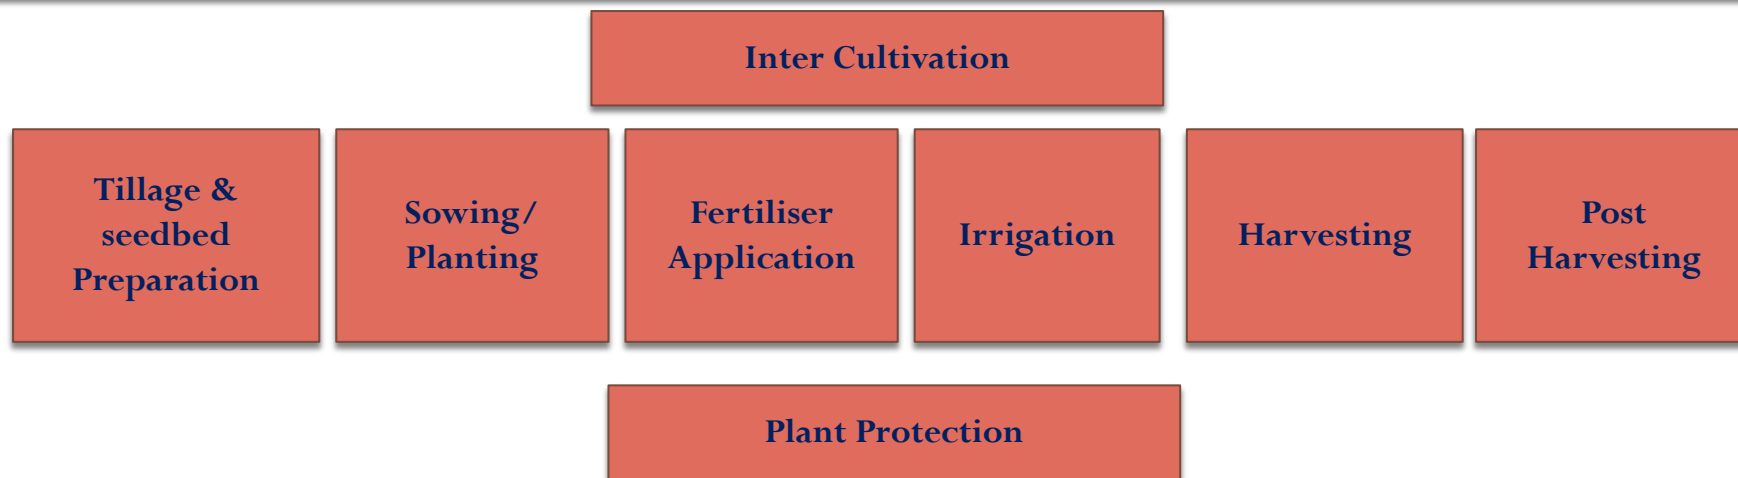 Inter Cultivation
Tillage &
seedbed
Preparation
Sowing/
Planting
Fertiliser
Application
Irrigation
Harvesting
Post
Harvesting
Plant Protection